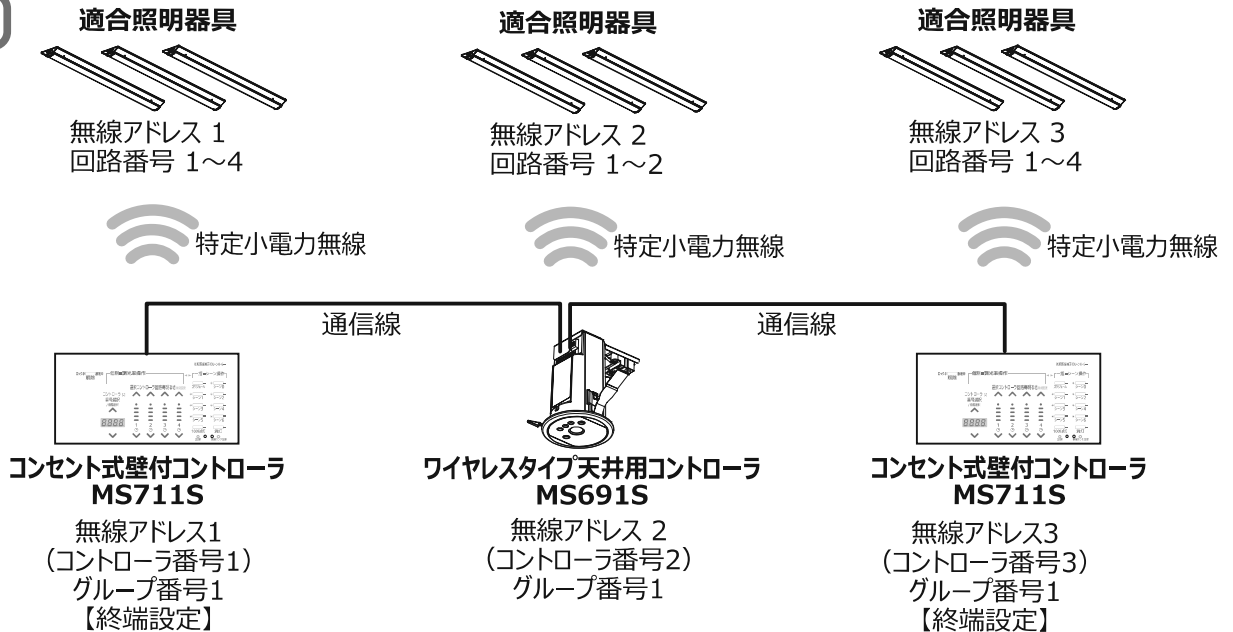 適合照明器具
無線アドレス 1
回路番号 1～4
特定小電力無線
適合照明器具
無線アドレス 2
回路番号 1～2
特定小電力無線
適合照明器具
無線アドレス 3
回路番号 1～4
特定小電力無線
通信線
通信線
コンセント式壁付コントローラ
MS711S
無線アドレス1
（コントローラ番号1）
グループ番号1
【終端設定】
ワイヤレスタイプ天井用コントローラ
MS691S
無線アドレス 2
（コントローラ番号2）
グループ番号1
コンセント式壁付コントローラ
MS711S
無線アドレス3
（コントローラ番号3）
グループ番号1
【終端設定】